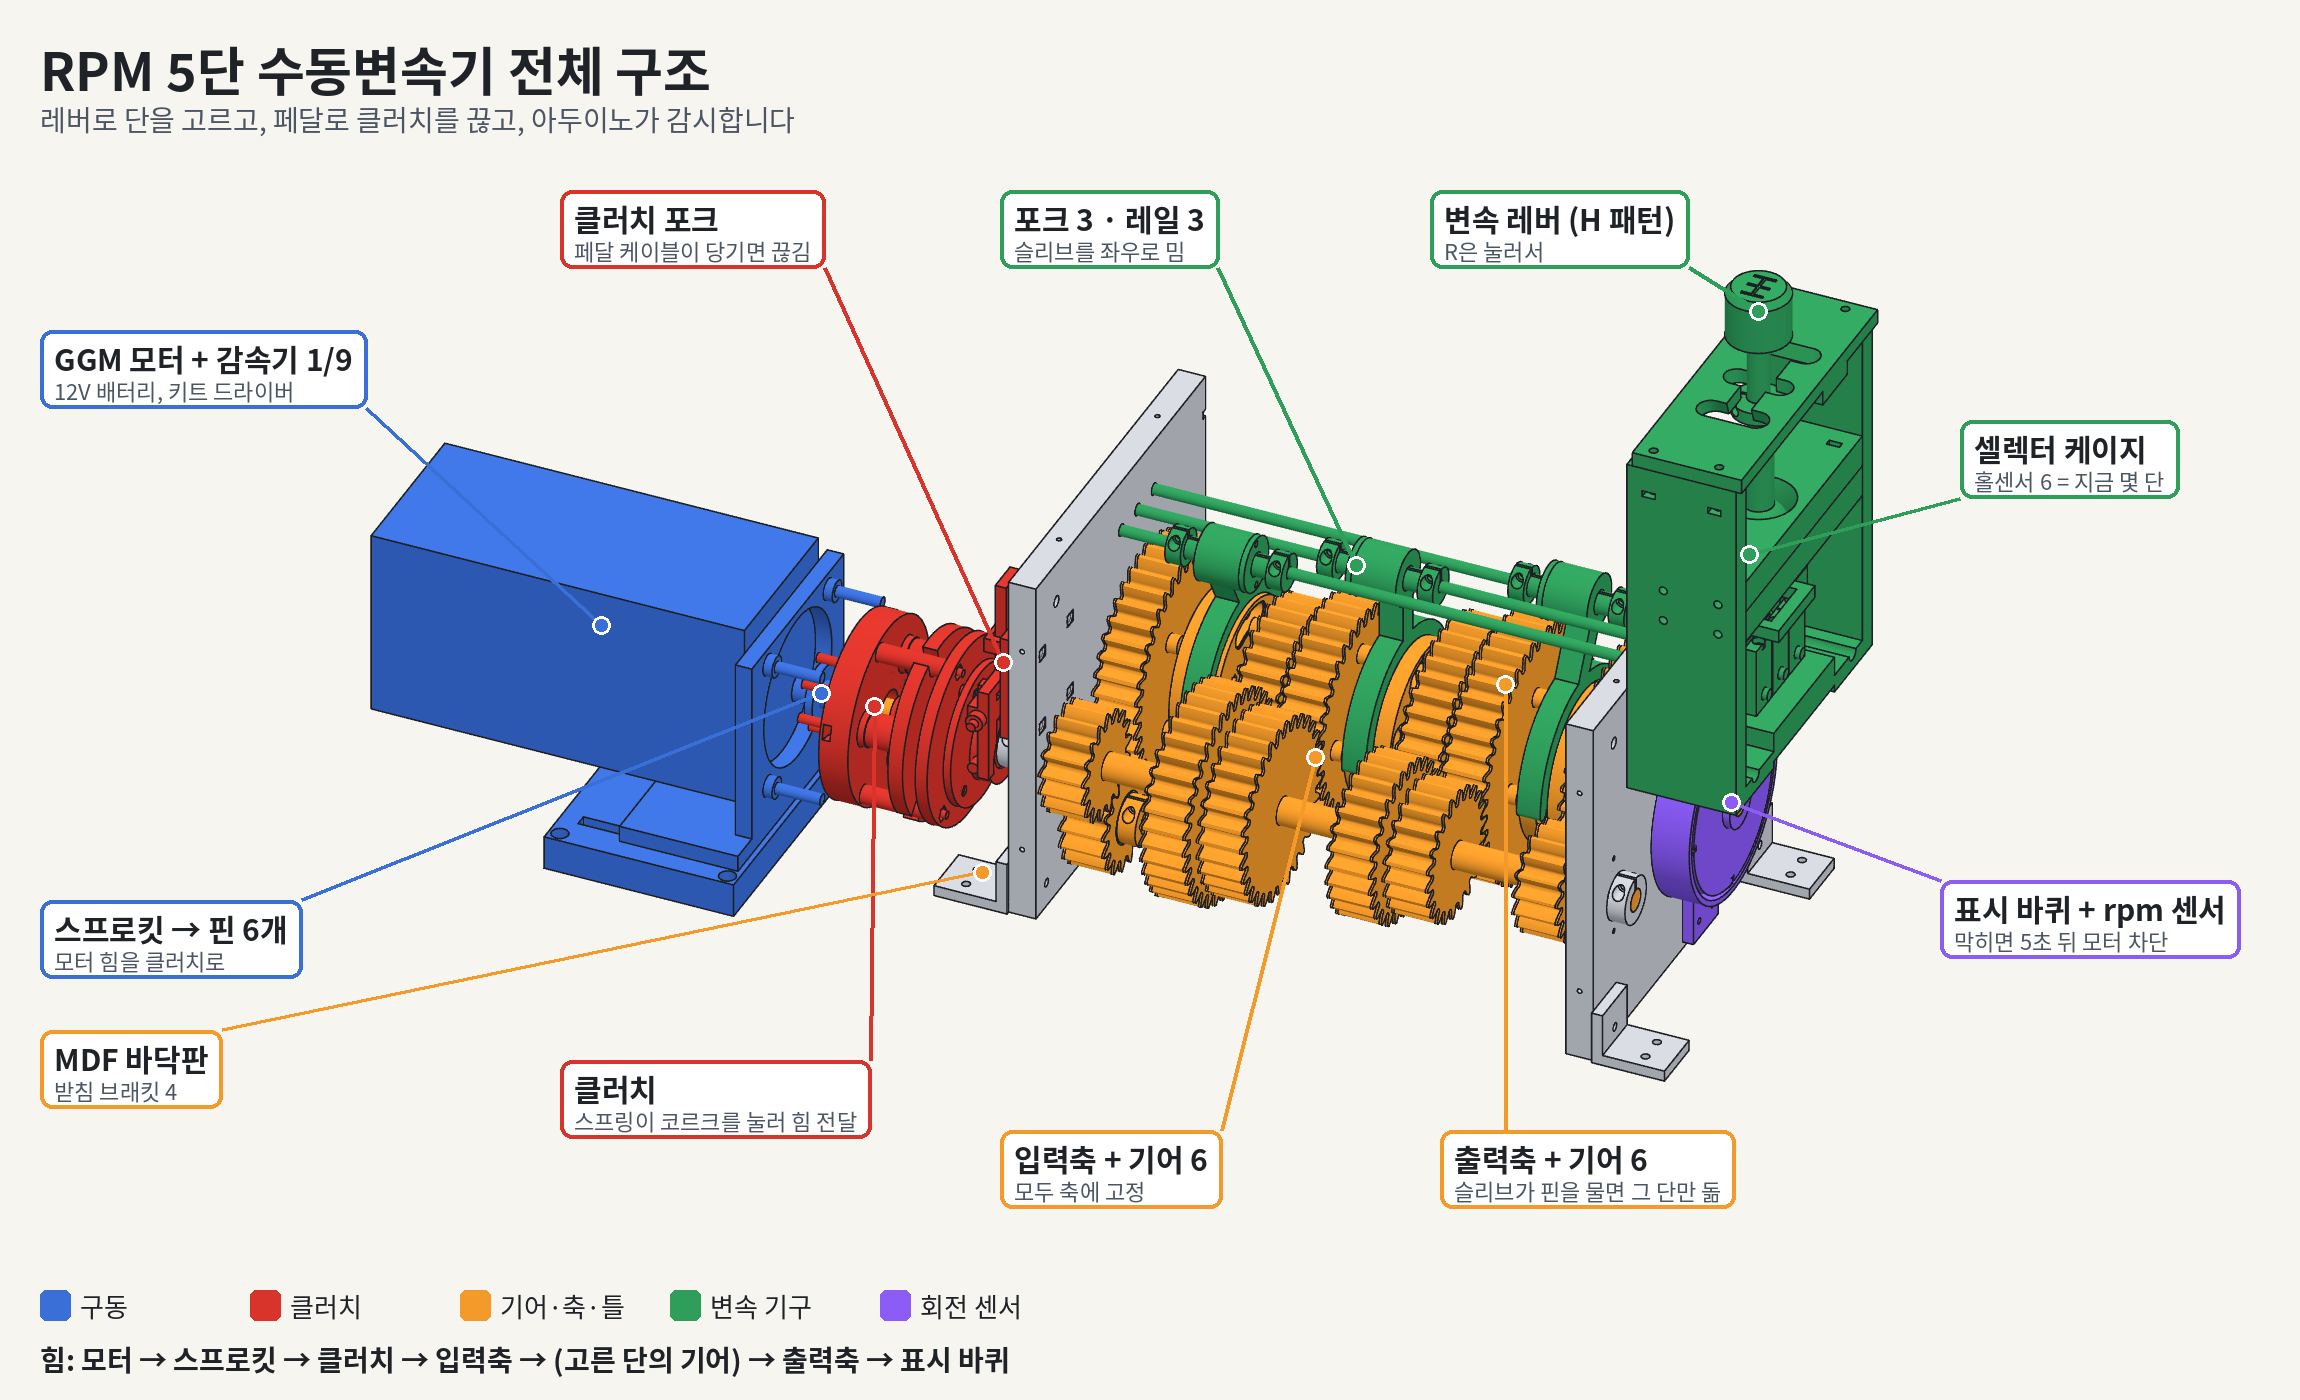 RPM 5단 수동변속기 전체 구조
레버로 단을 고르고, 페달로 클러치를 끊고, 아두이노가 감시합니다
클러치 포크
페달 케이블이 당기면 끊김
포크 3 · 레일 3
슬리브를 좌우로 밈
변속 레버 (H 패턴)
R은 눌러서
GGM 모터 + 감속기 1/9
12V 배터리, 키트 드라이버
셀렉터 케이지
홀센서 6 = 지금 몇 단
스프로킷 → 핀 6개
모터 힘을 클러치로
표시 바퀴 + rpm 센서
막히면 5초 뒤 모터 차단
MDF 바닥판
받침 브래킷 4
클러치
스프링이 코르크를 눌러 힘 전달
입력축 + 기어 6
모두 축에 고정
출력축 + 기어 6
슬리브가 핀을 물면 그 단만 돎
구동
클러치
기어·축·틀
변속 기구
회전 센서
힘: 모터 → 스프로킷 → 클러치 → 입력축 → (고른 단의 기어) → 출력축 → 표시 바퀴